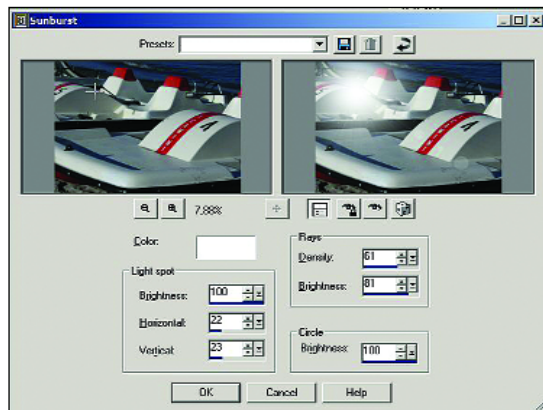 Sunburst
Presets:
7.88%
Color:
Light spot
Brightness: 100
Horizontal: 22
Vertical: 23
Rays
Density: 61
Brightness: 81
Circle
Brightness: 100
OK Cancel Help